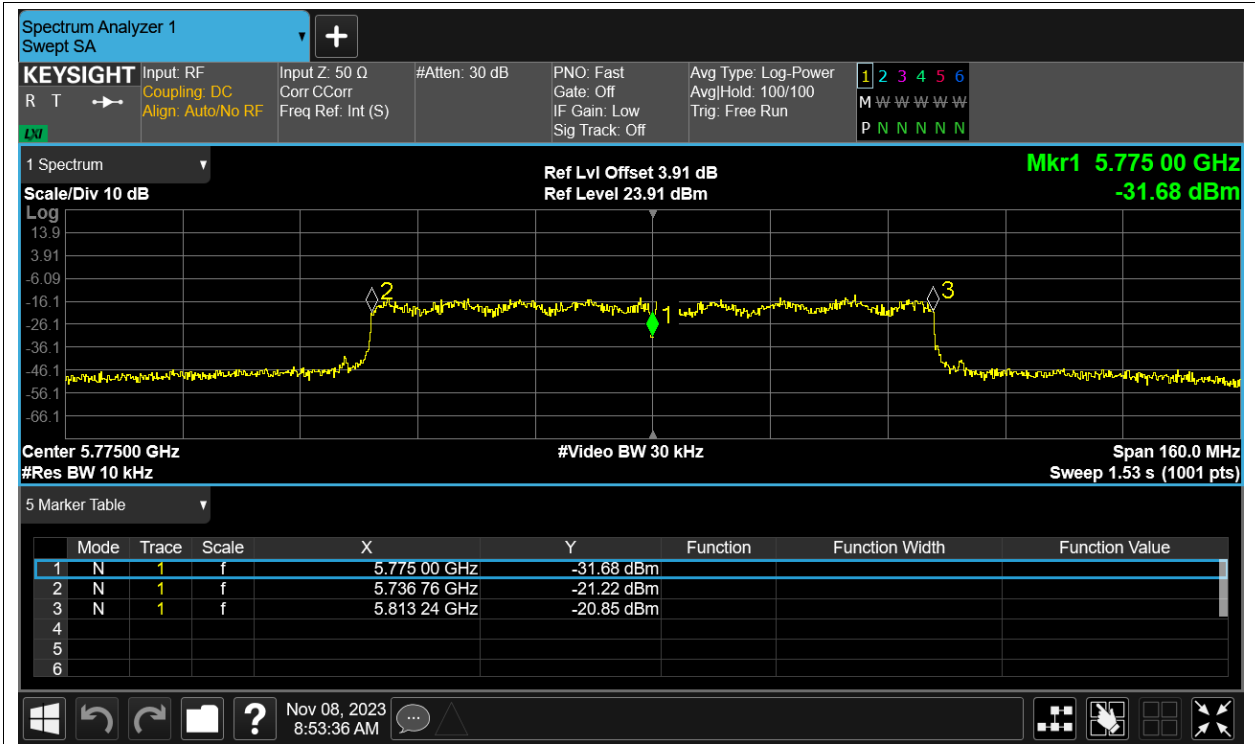 Spectrum Analyzer 1
Swept SA
+
KEYSIGHT
R T
LXI
Input: RF
Coupling: DC
Align: Auto/No RF
Input Z: 50 Ω
Corr CCorr
Freq Ref: Int (S)
#Atten: 30 dB
PNO: Fast
Gate: Off
IF Gain: Low
Sig Track: Off
Avg Type: Log-Power
Avg|Hold: 100/100
Trig: Free Run
1 2 3 4 5 6
M W W W W W
P N N N N N
1 Spectrum
Scale/Div 10 dB
Ref Lvl Offset 3.91 dB
Ref Level 23.91 dBm
Mkr1 5.775 00 GHz
-31.68 dBm
Log
13.9
3.91
-6.09
-16.1
-26.1
-36.1
-46.1
-56.1
-66.1
2
1
3
Center 5.77500 GHz
#Res BW 10 kHz
#Video BW 30 kHz
Span 160.0 MHz
Sweep 1.53 s (1001 pts)
5 Marker Table
Mode Trace Scale X Y Function Function Width Function Value
1 N 1 f 5.775 00 GHz -31.68 dBm
2 N 1 f 5.736 76 GHz -21.22 dBm
3 N 1 f 5.813 24 GHz -20.85 dBm
4
5
6
?
Nov 08, 2023
8:53:36 AM